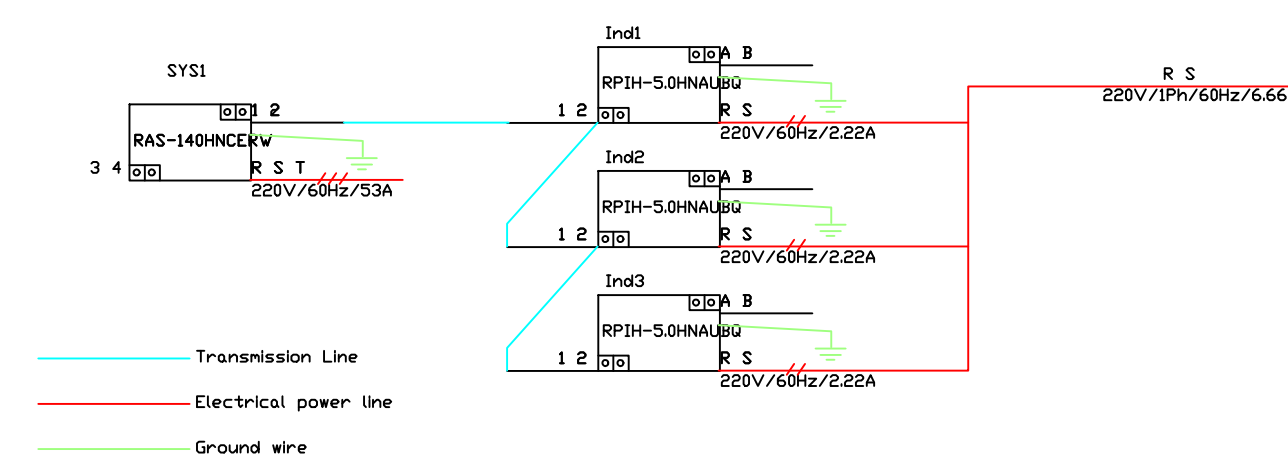 SYS1
1 2
RAS-140HNCERW
3 4
R S T
220V/60Hz/53A
Ind1
A B
RPIH-5.0HNAUBQ
1 2
R S
220V/60Hz/2.22A
Ind2
A B
RPIH-5.0HNAUBQ
1 2
R S
220V/60Hz/2.22A
Ind3
A B
RPIH-5.0HNAUBQ
1 2
R S
220V/60Hz/2.22A
R S
220V/1Ph/60Hz/6.66
Transmission Line
Electrical power line
Ground wire